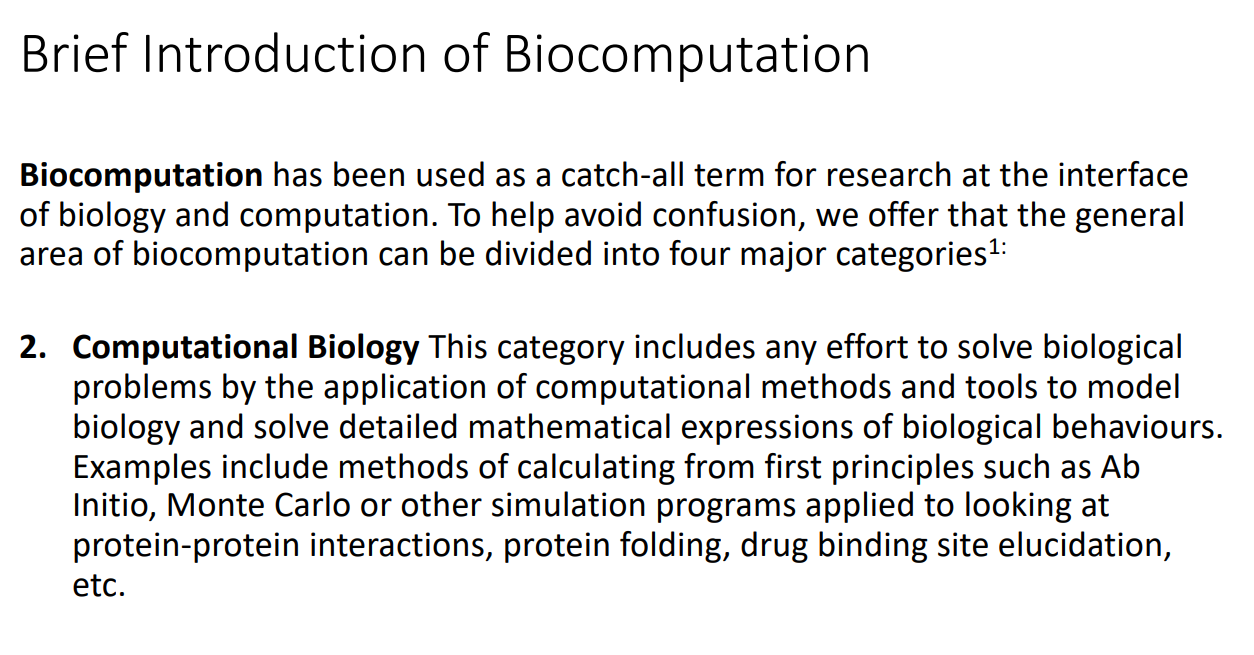 Brief Introduction of Biocomputation
Biocomputation has been used as a catch-all term for research at the interface
of biology and computation. To help avoid confusion, we offer that the general
area of biocomputation can be divided into four major categories¹:
2. Computational Biology This category includes any effort to solve biological
problems by the application of computational methods and tools to model
biology and solve detailed mathematical expressions of biological behaviours.
Examples include methods of calculating from first principles such as Ab
Initio, Monte Carlo or other simulation programs applied to looking at
protein-protein interactions, protein folding, drug binding site elucidation,
etc.